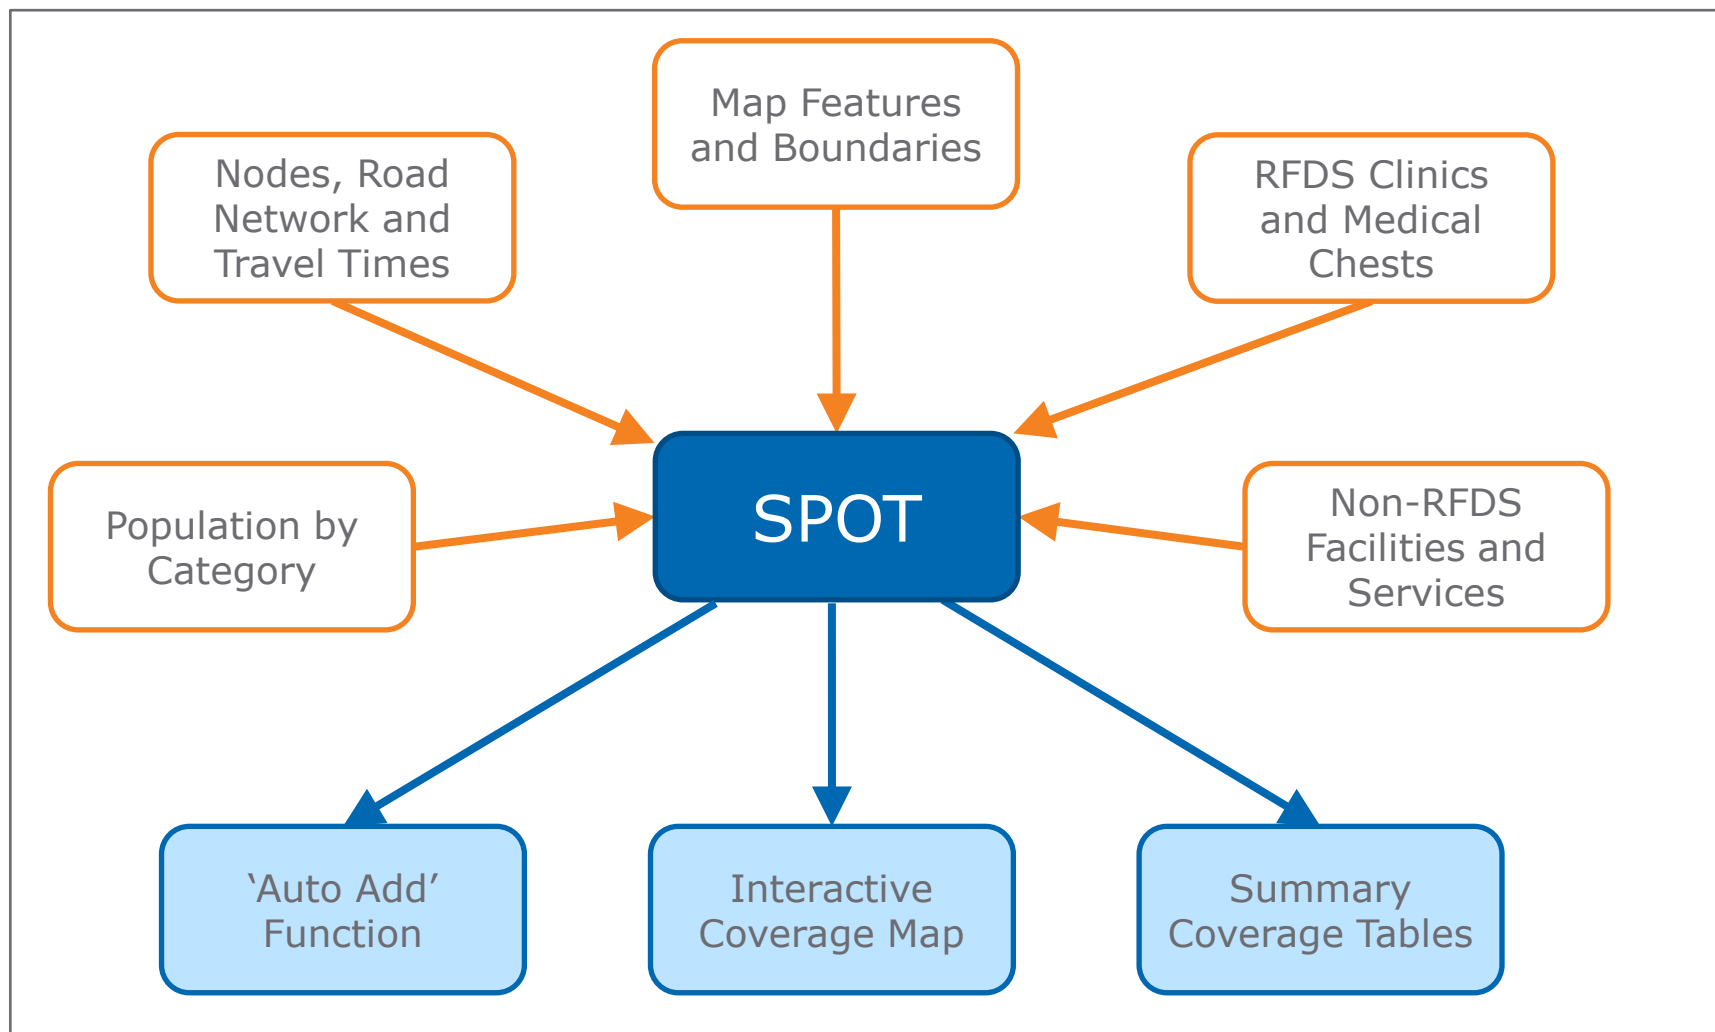 Map Features
and Boundaries
Nodes, Road
Network and
Travel Times
RFDS Clinics
and Medical
Chests
Population by
Category
SPOT
Non-RFDS
Facilities and
Services
‘Auto Add’
Function
Interactive
Coverage Map
Summary
Coverage Tables